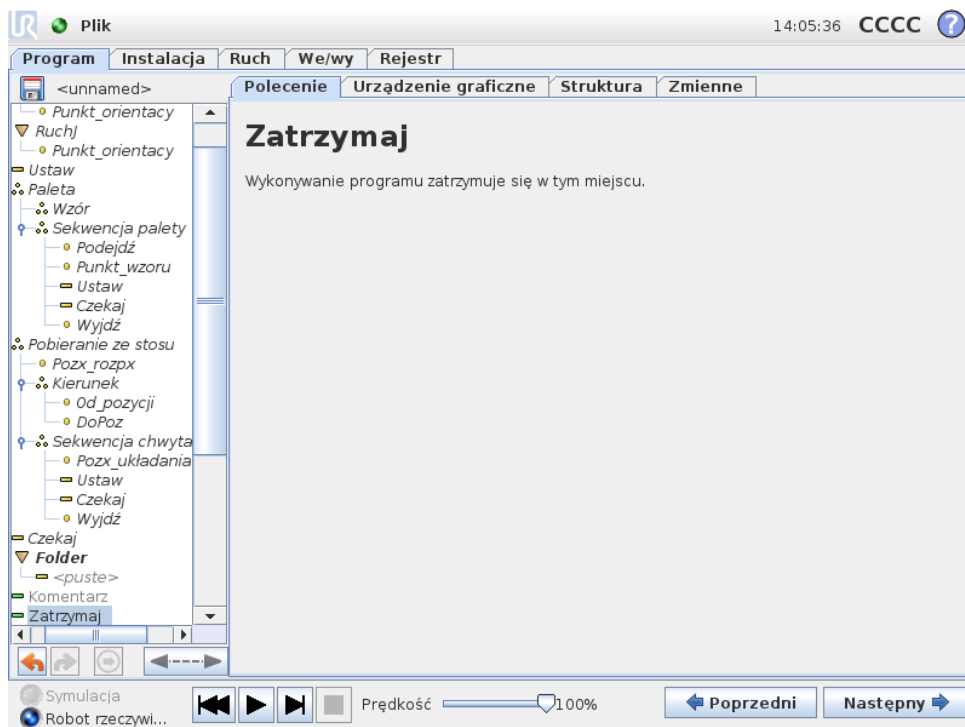 UR Plik 14:05:36 CCCC ?
Program Instalacja Ruch We/wy Rejestr
<unnamed>
Polecenie Urządzenie graficzne Struktura Zmienne
Punkt_orientacy
RuchJ
Punkt_orientacy
Ustaw
Paleta
Wzór
Sekwencja palety
Podejdź
Punkt_wzoru
Ustaw
Czekaj
Wyjdź
Pobieranie ze stosu
Pozx_rozpx
Kierunek
Od_pozycji
DoPoz
Sekwencja chwyta
Pozx_układania
Ustaw
Czekaj
Wyjdź
Czekaj
Folder
<puste>
Komentarz
Zatrzymaj
Zatrzymaj
Wykonywanie programu zatrzymuje się w tym miejscu.
Symulacja
Robot rzeczywi...
Prędkość 100%
Poprzedni Następny